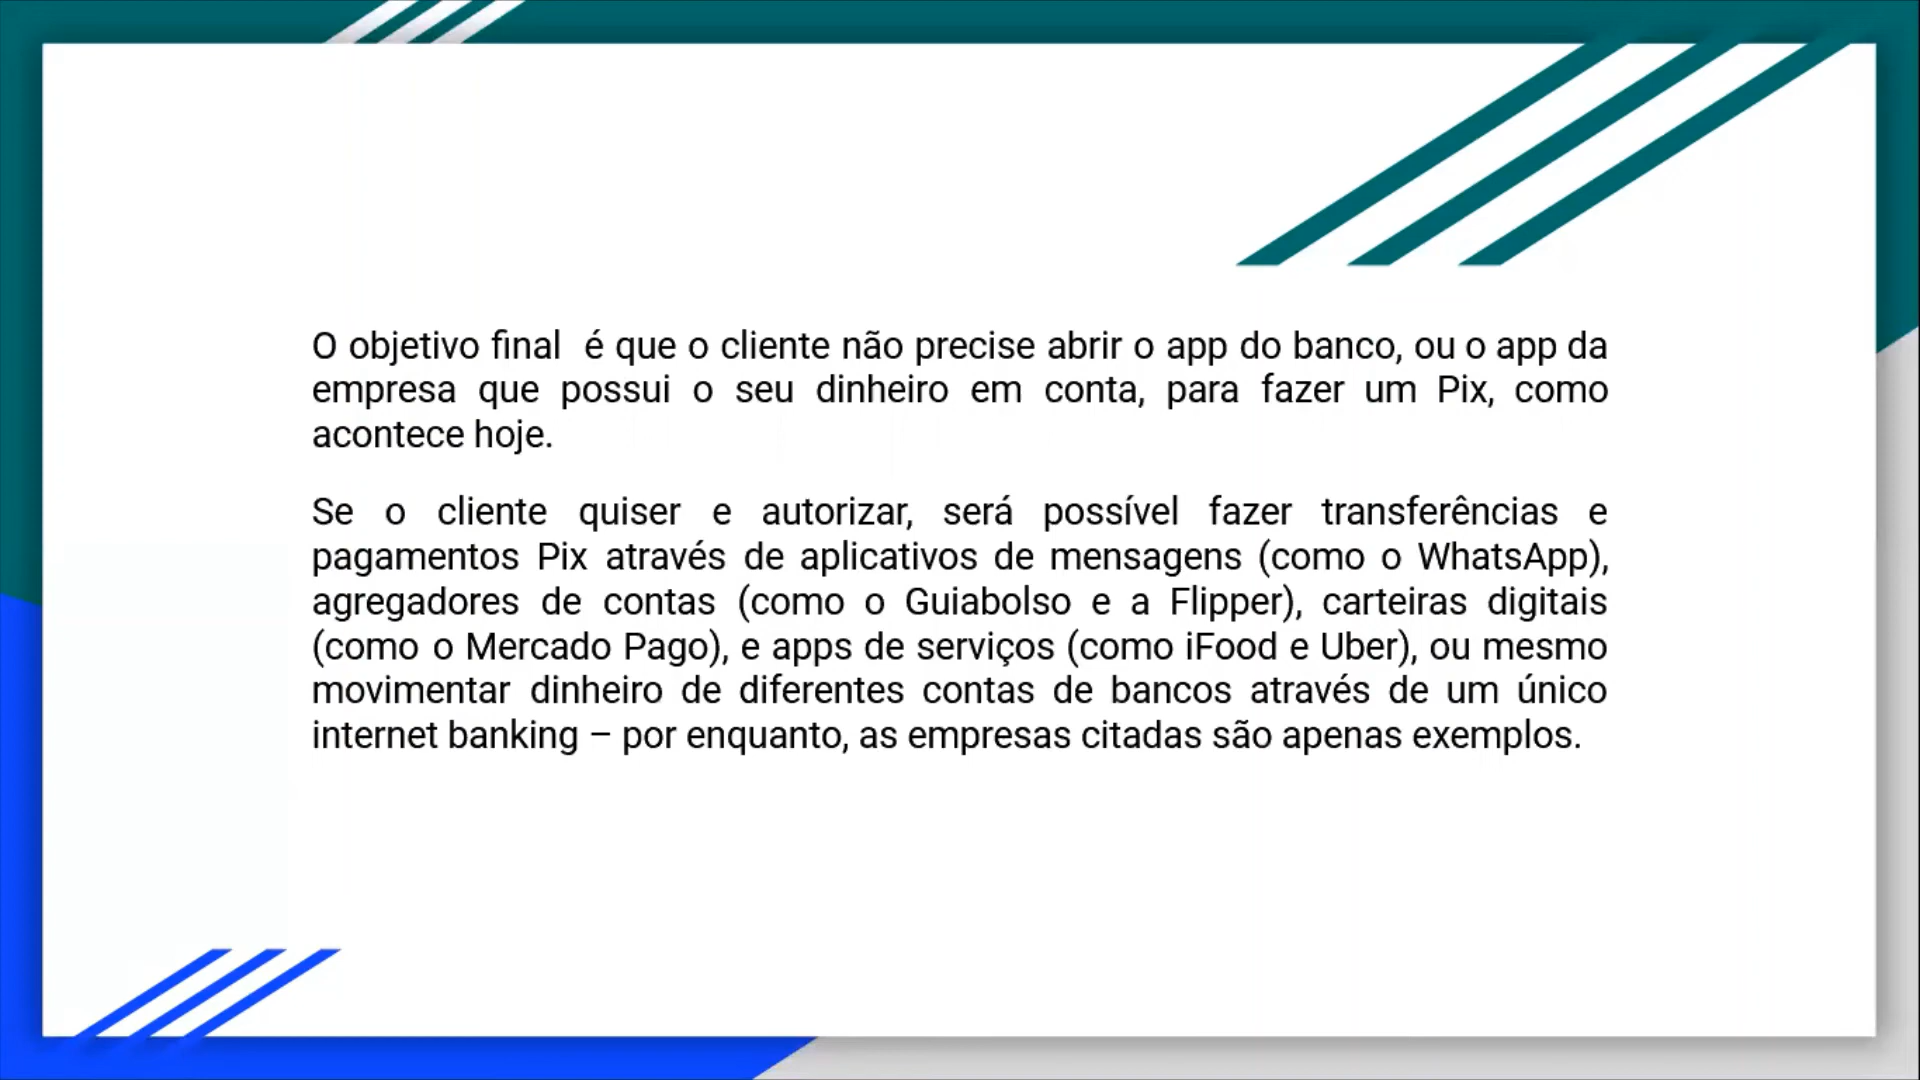 O objetivo final  é que o cliente não precise abrir o app do banco, ou o app da
empresa que possui o seu dinheiro em conta, para fazer um Pix, como
acontece hoje.
Se o cliente quiser e autorizar, será possível fazer transferências e
pagamentos Pix através de aplicativos de mensagens (como o WhatsApp),
agregadores de contas (como o Guiabolso e a Flipper), carteiras digitais
(como o Mercado Pago), e apps de serviços (como iFood e Uber), ou mesmo
movimentar dinheiro de diferentes contas de bancos através de um único
internet banking – por enquanto, as empresas citadas são apenas exemplos.